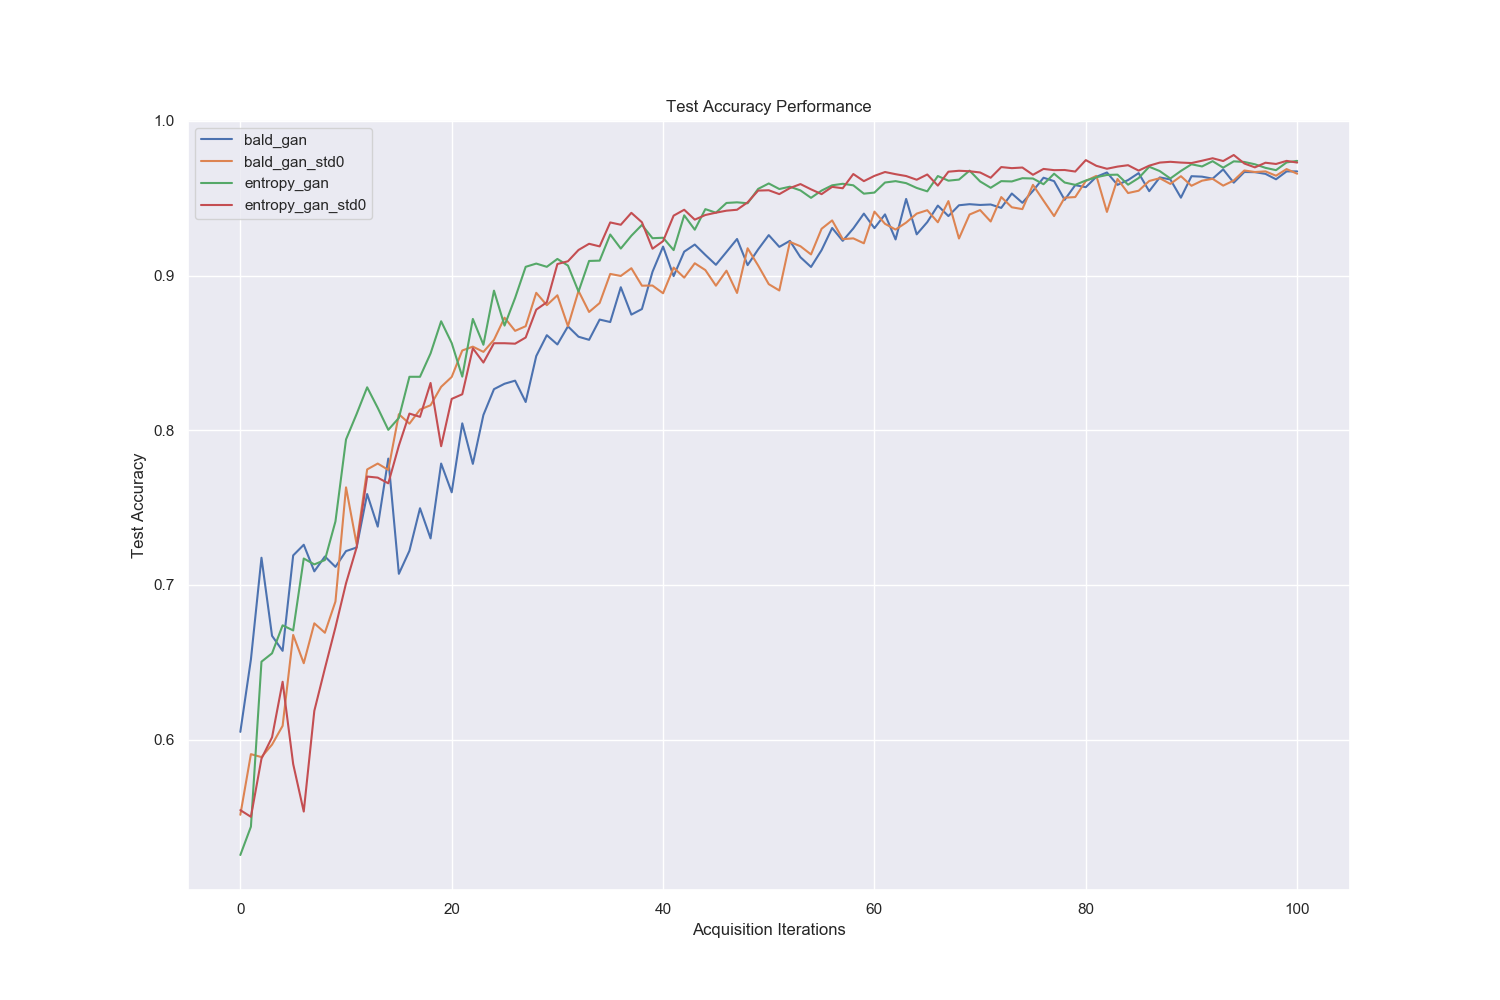 Test Accuracy Performance
bald_gan
bald_gan_std0
entropy_gan
entropy_gan_std0
1.0
0.9
0.8
0.7
0.6
Test Accuracy
0 20 40 60 80 100
Acquisition Iterations